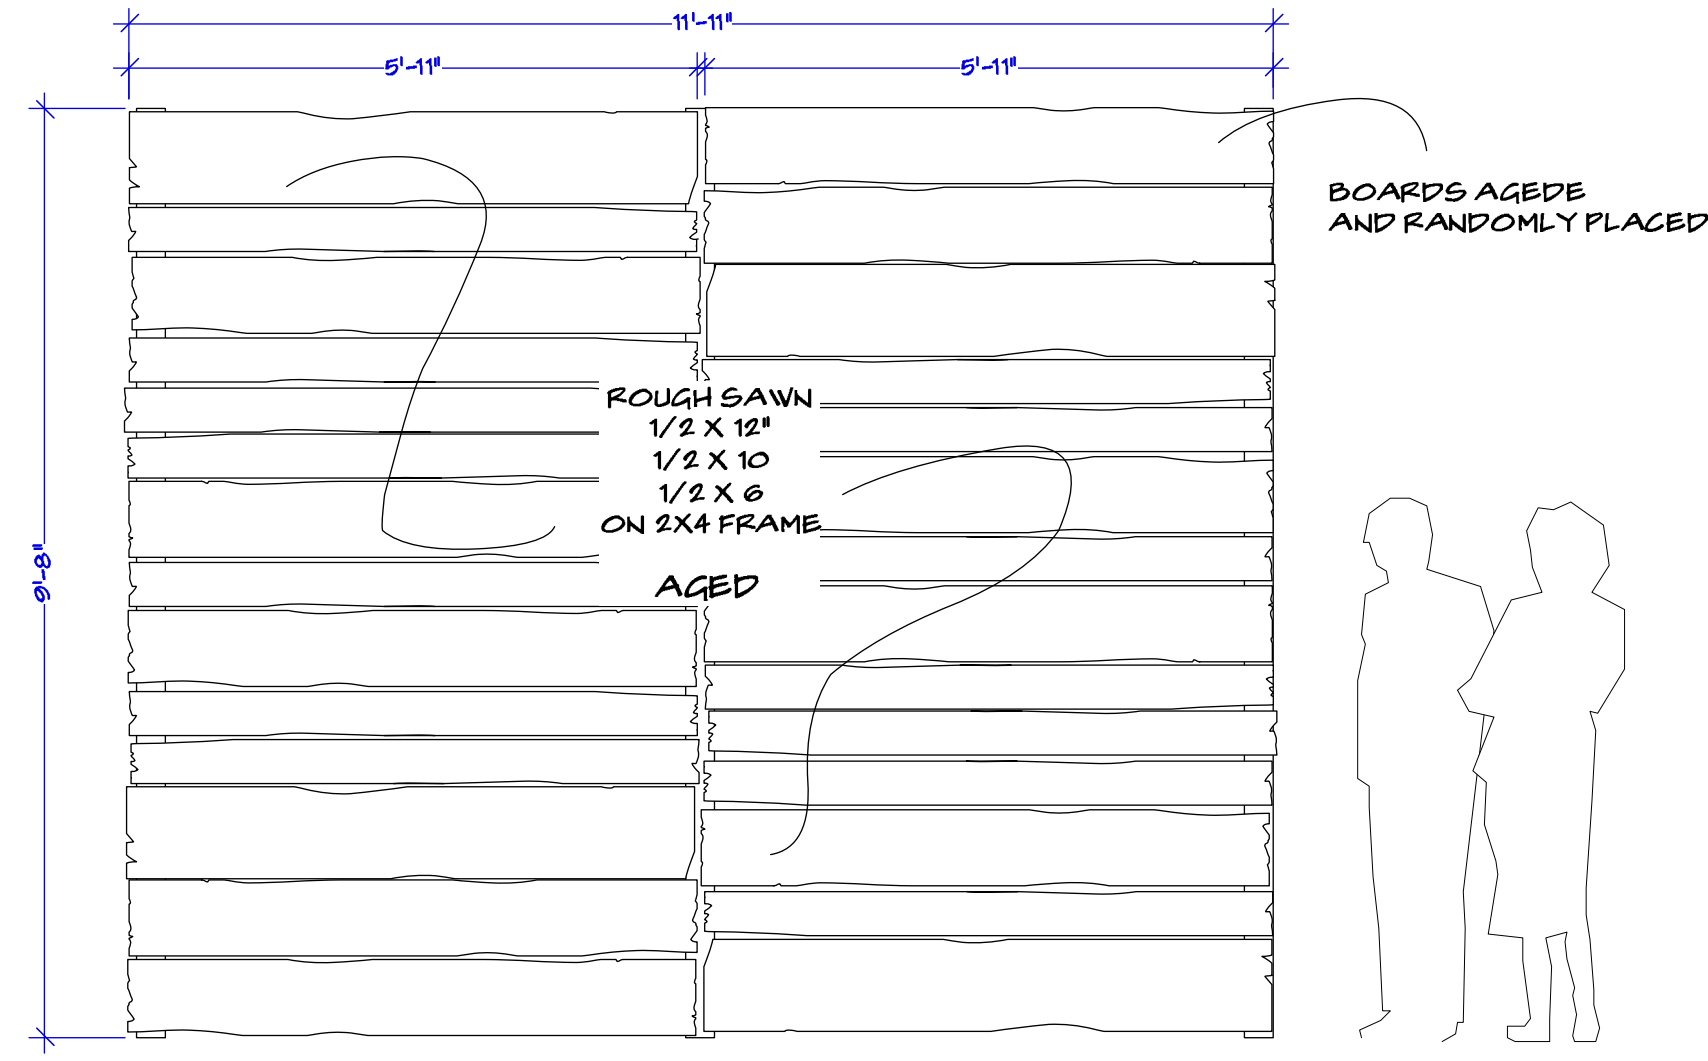 11'-11"
5'-11" 5'-11"
BOARDS AGEDE
AND RANDOMLY PLACED
ROUGH SAWN
1/2 X 12"
1/2 X 10
1/2 X 6
ON 2X4 FRAME
AGED
9'-8"